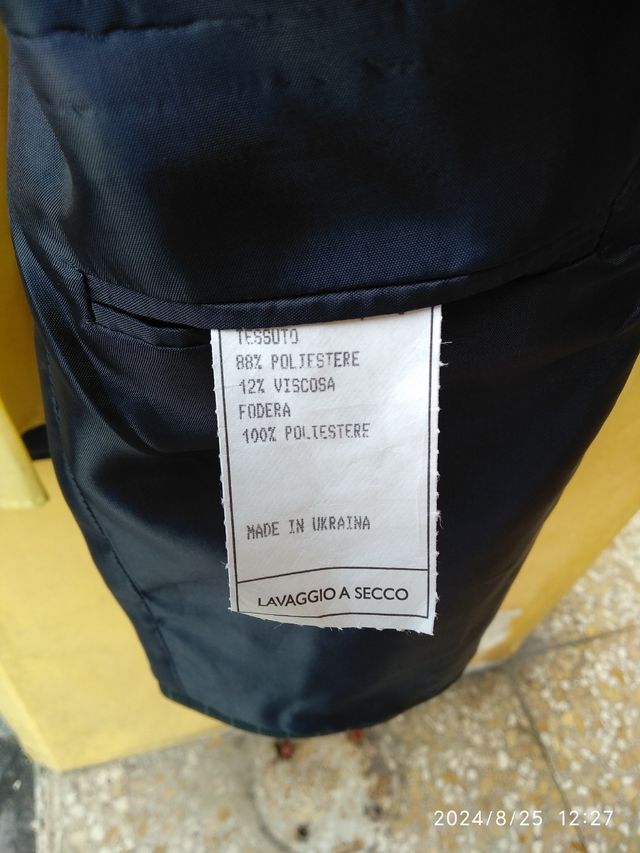 TESSUTO
88% POLIESTERE
12% VISCOSA
FODERA
100% POLIESTERE
MADE IN UKRAINA
LAVAGGIO A SECCO
2024/8/25 12:27